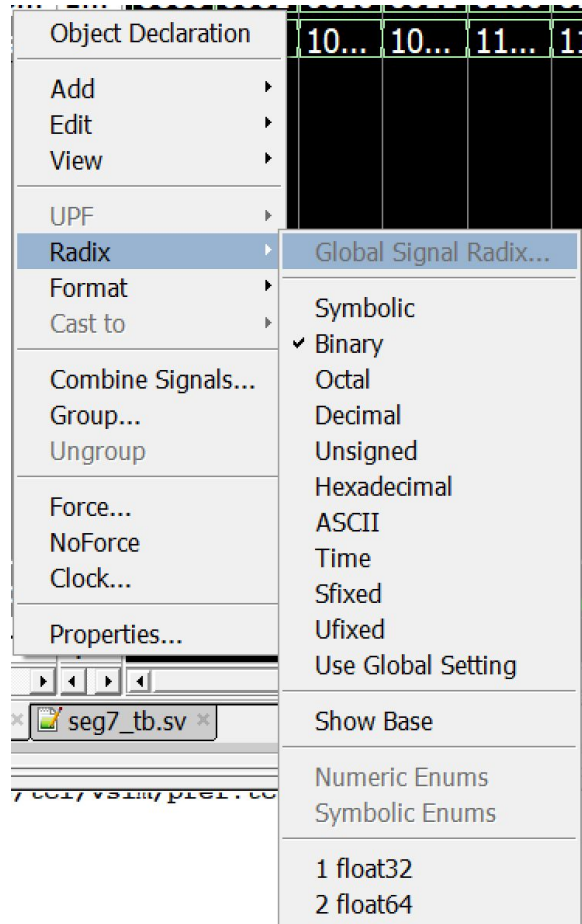 Object Declaration
10... 10... 11...
Add
Edit
View
UPF
Radix
Format
Cast to
Combine Signals...
Group...
Ungroup
Force...
NoForce
Clock...
Properties...
Global Signal Radix...
Symbolic
Binary
Octal
Decimal
Unsigned
Hexadecimal
ASCII
Time
Sfixed
Ufixed
Use Global Setting
Show Base
Numeric Enums
Symbolic Enums
1 float32
2 float64
seg7_tb.sv